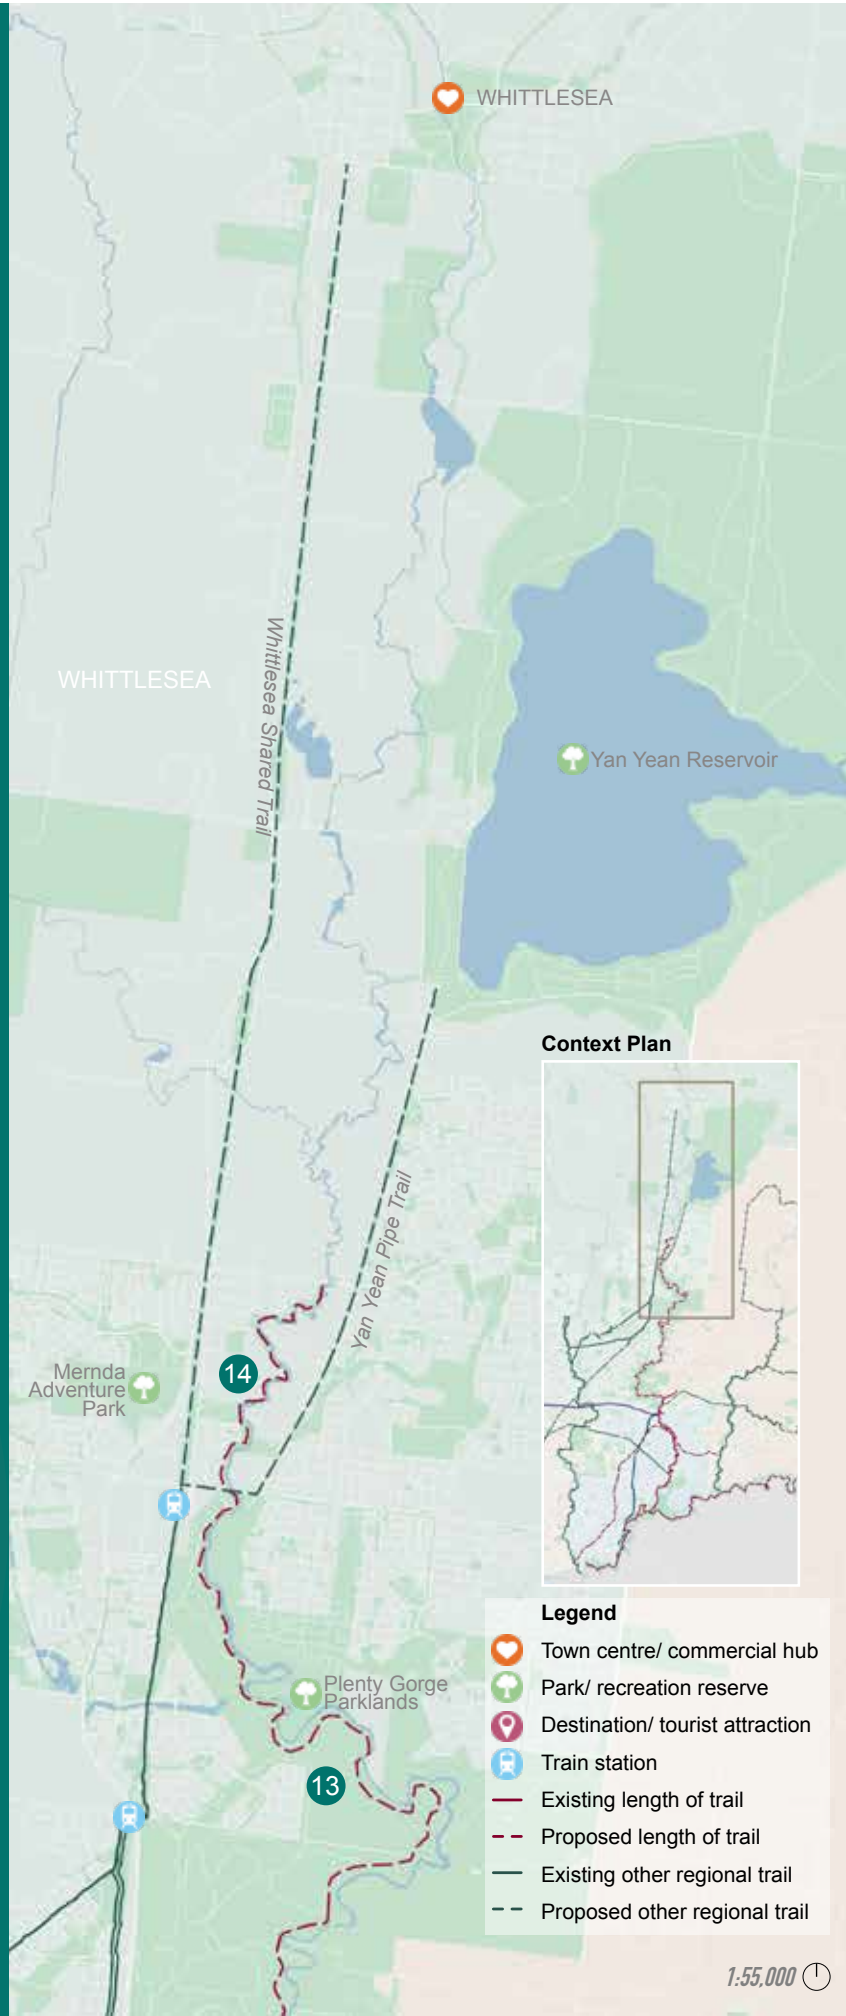 WHITTLESEA
Whittlesea Shared Trail
WHITTLESEA
Yan Yean Reservoir
Context Plan
Yan Yean Pipe Trail
14
Mernda
Adventure
Park
Plenty Gorge
Parklands
13
Legend
Town centre/ commercial hub
Park/ recreation reserve
Destination/ tourist attraction
Train station
Existing length of trail
Proposed length of trail
Existing other regional trail
Proposed other regional trail
1:55,000